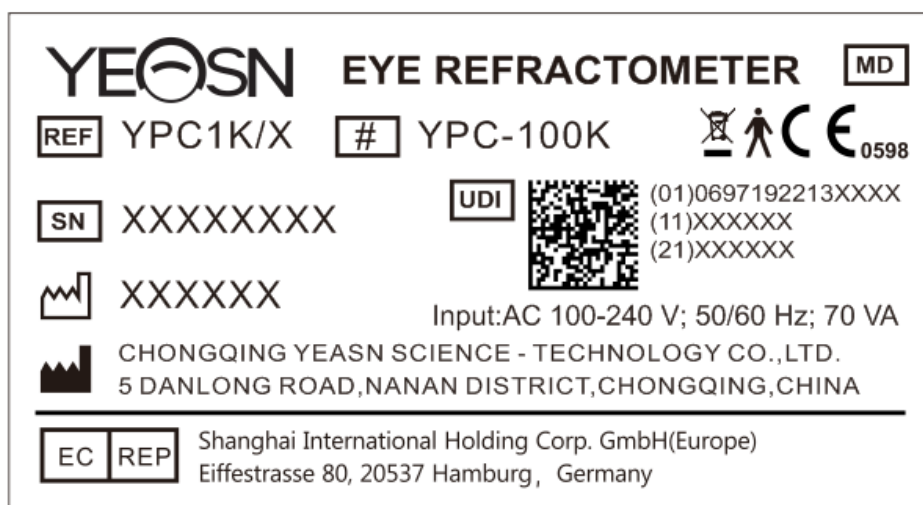 YEOSN EYE REFRACTOMETER MD
REF YPC1K/X # YPC-100K CE 0598
SN XXXXXXXX
UDI (01)0697192213XXXX
(11)XXXXXX
(21)XXXXXX
XXXXXX
Input:AC 100-240 V; 50/60 Hz; 70 VA
CHONGQING YEASN SCIENCE - TECHNOLOGY CO.,LTD.
5 DANLONG ROAD,NANAN DISTRICT,CHONGQING,CHINA
EC REP Shanghai International Holding Corp. GmbH(Europe)
Eiffestrasse 80, 20537 Hamburg, Germany